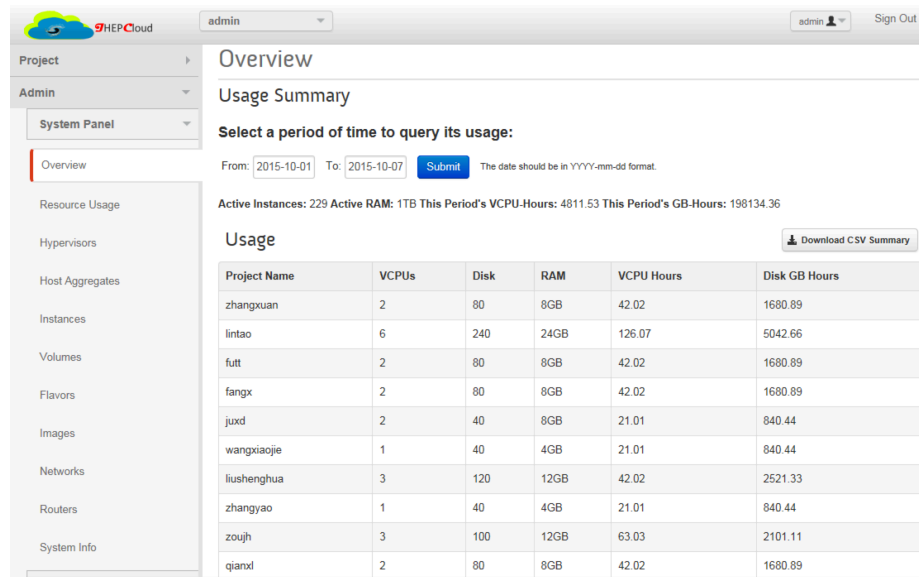 IHEPCloud
admin
admin
Sign Out
Project
Admin
System Panel
Overview
Resource Usage
Hypervisors
Host Aggregates
Instances
Volumes
Flavors
Images
Networks
Routers
System Info
Overview
Usage Summary
Select a period of time to query its usage:
From: 2015-10-01 To: 2015-10-07 Submit The date should be in YYYY-mm-dd format.
Active Instances: 229 Active RAM: 1TB This Period's VCPU-Hours: 4811.53 This Period's GB-Hours: 198134.36
Usage
Download CSV Summary
Project Name VCPUs Disk RAM VCPU Hours Disk GB Hours
zhangxuan 2 80 8GB 42.02 1680.89
lintao 6 240 24GB 126.07 5042.66
futt 2 80 8GB 42.02 1680.89
fangx 2 80 8GB 42.02 1680.89
juxd 2 40 8GB 21.01 840.44
wangxiaojie 1 40 4GB 21.01 840.44
liushenghua 3 120 12GB 42.02 2521.33
zhangyao 1 40 4GB 21.01 840.44
zoujh 3 100 12GB 63.03 2101.11
qianxl 2 80 8GB 42.02 1680.89